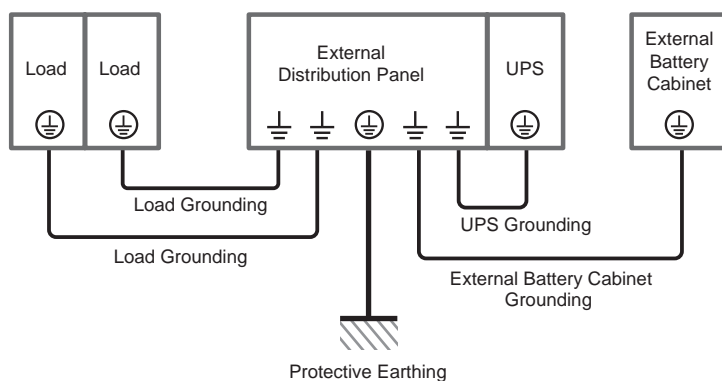 Load
Load
External
Distribution Panel
UPS
External
Battery
Cabinet
Load Grounding
UPS Grounding
Load Grounding
External Battery Cabinet
Grounding
Protective Earthing